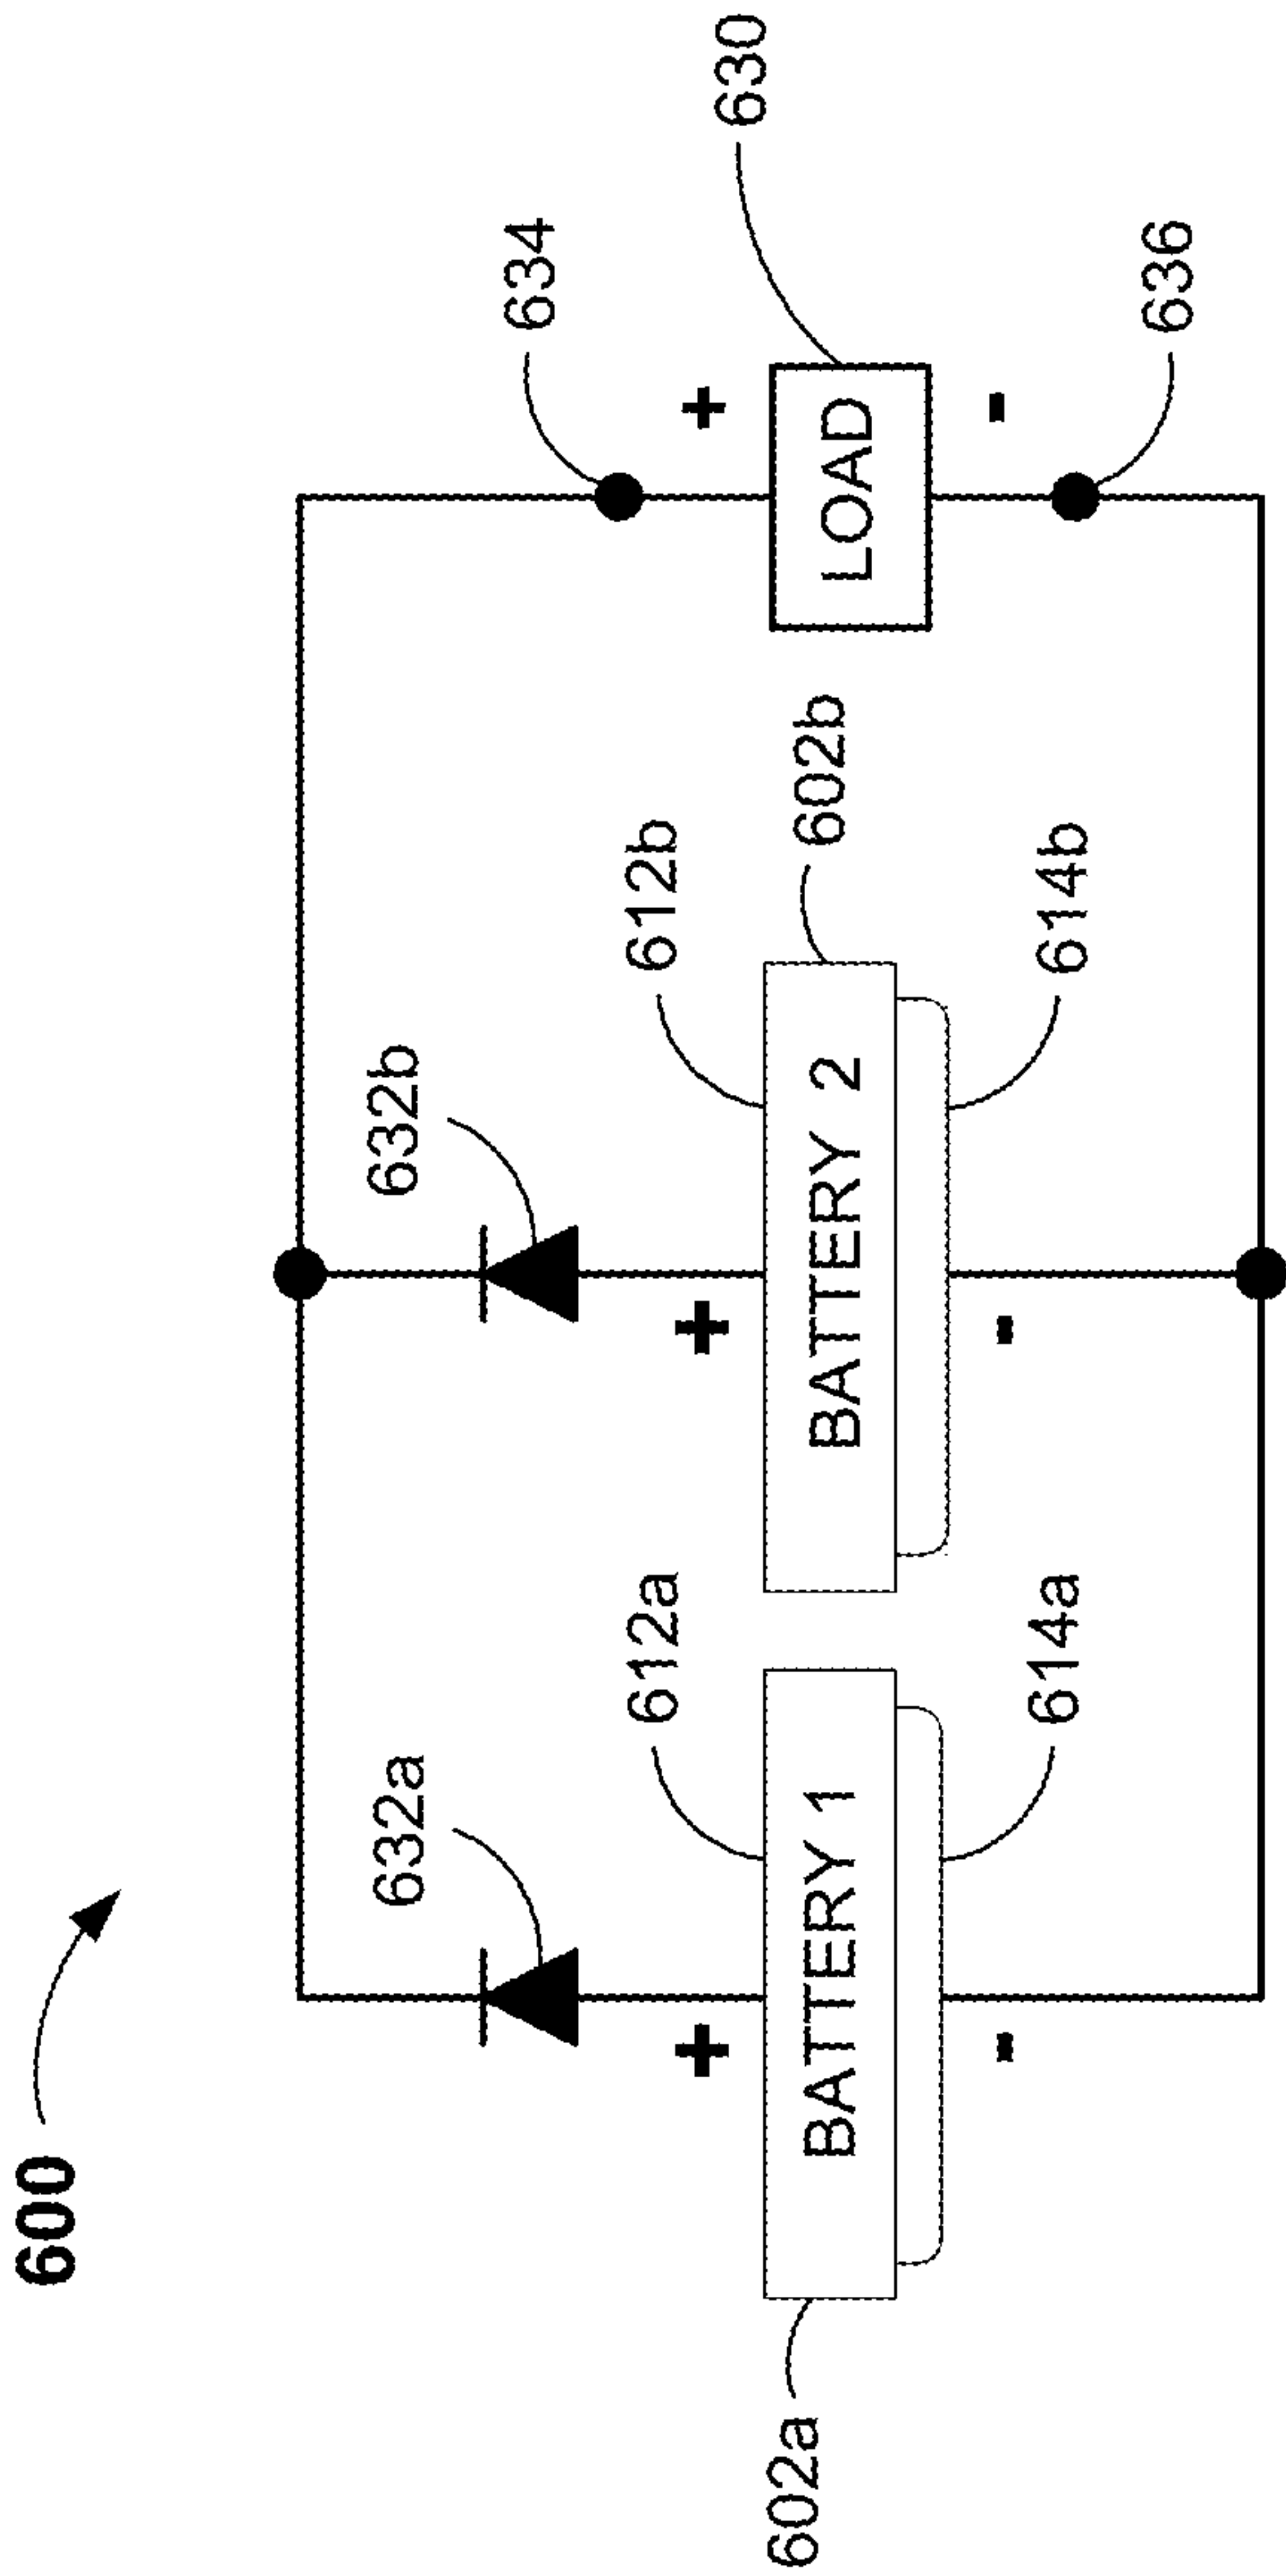 600
632a
632b
634
630
612a
612b
+
+
+
602a
BATTERY 1
BATTERY 2
602b
LOAD
-
-
-
614a
614b
636